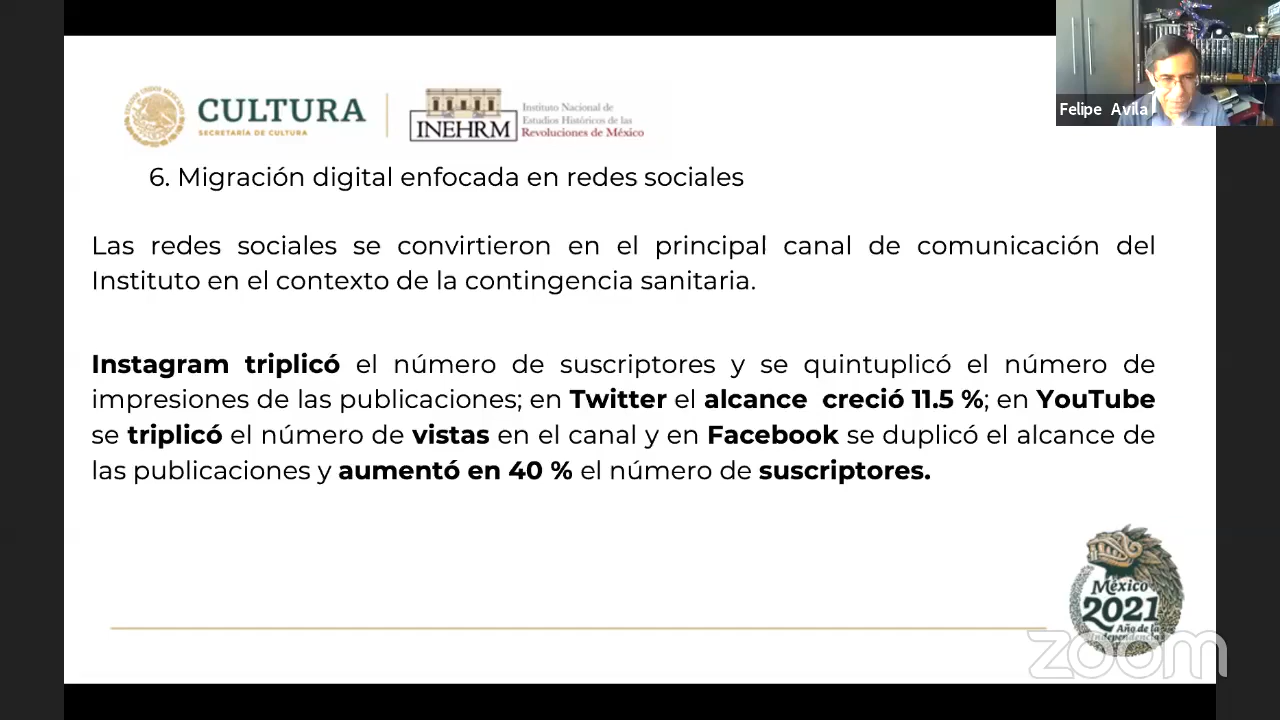 Felipe Avila
CULTURA
SECRETARÍA DE CULTURA
INEHRM
Instituto Nacional de
Estudios Históricos de las
Revoluciones de México
6. Migración digital enfocada en redes sociales
Las redes sociales se convirtieron en el principal canal de comunicación del
Instituto en el contexto de la contingencia sanitaria.
Instagram triplicó el número de suscriptores y se quintuplicó el número de
impresiones de las publicaciones; en Twitter el alcance creció 11.5 %; en YouTube
se triplicó el número de vistas en el canal y en Facebook se duplicó el alcance de
las publicaciones y aumentó en 40 % el número de suscriptores.
México
2021
Año de la
Independencia
zoom